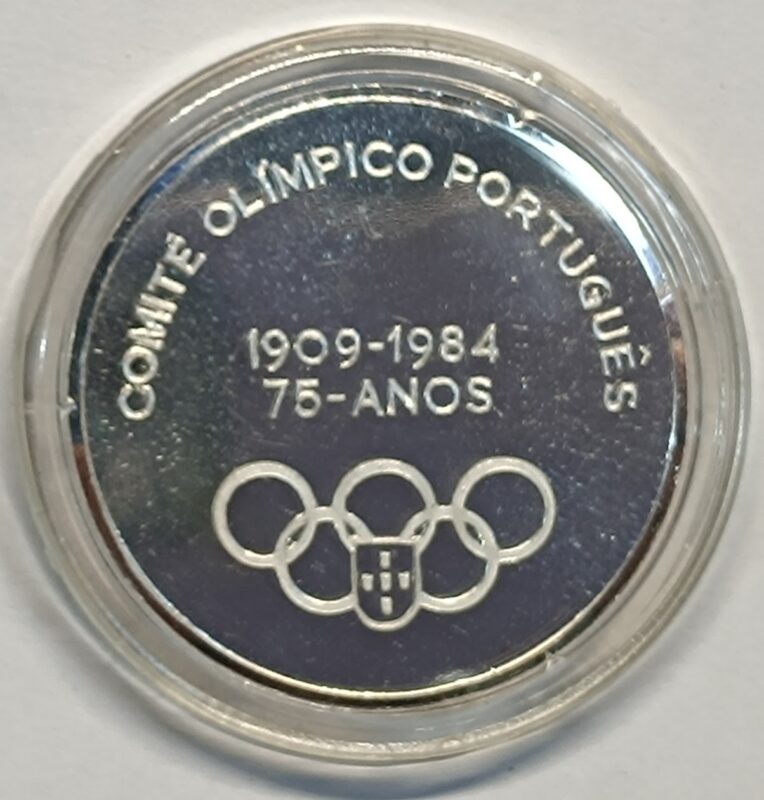 COMITÉ OLÍMPICO PORTUGUÊS
1909-1984
75-ANOS